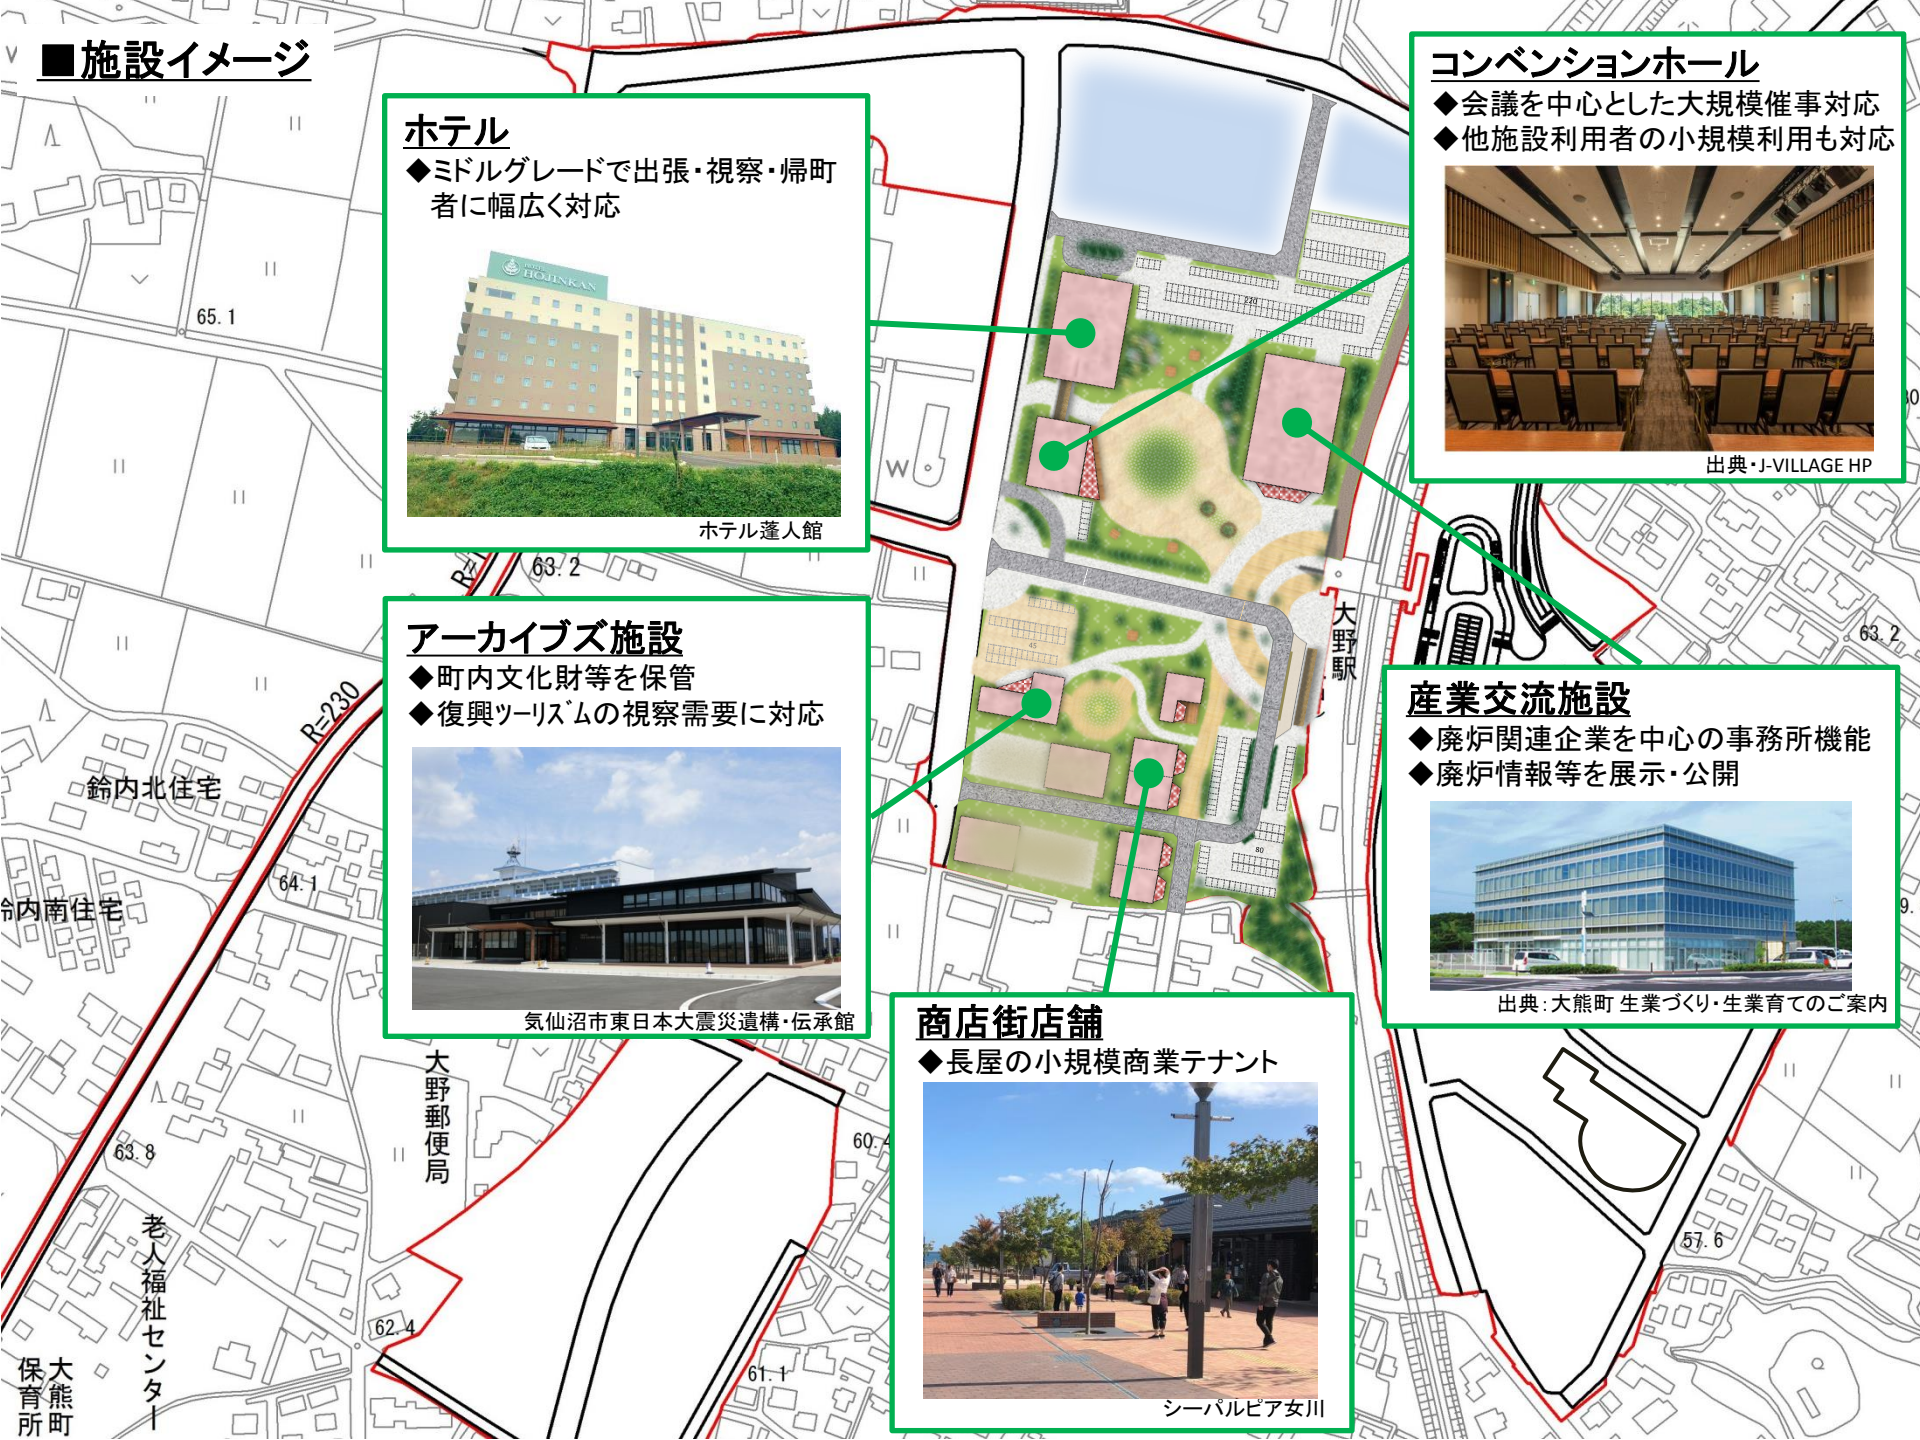 ■施設イメージ
ホテル
◆ミドルグレードで出張・視察・帰町
者に幅広く対応
HOTEL
HOJINKAN
ホテル蓬人館
コンベンションホール
◆会議を中心とした大規模催事対応
◆他施設利用者の小規模利用も対応
出典・J-VILLAGE HP
アーカイブズ施設
◆町内文化財等を保管
◆復興ツーリズムの視察需要に対応
気仙沼市東日本大震災遺構・伝承館
産業交流施設
◆廃炉関連企業を中心の事務所機能
◆廃炉情報等を展示・公開
出典：大熊町 生業づくり・生業育てのご案内
商店街店舗
◆長屋の小規模商業テナント
シーパルピア女川
大野駅
220
45
80
W
65.1
63.2
63.2
R=230
鈴内北住宅
64.1
内南住宅
63.8
大野郵便局
老人福祉センター
大熊町
保育所
62.4
61.1
60.4
57.6